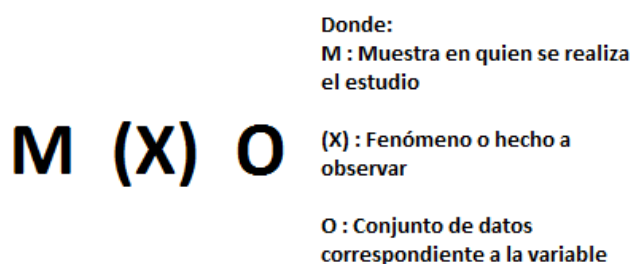 M (X) O
Donde:
M : Muestra en quien se realiza
el estudio
(X) : Fenómeno o hecho a
observar
O : Conjunto de datos
correspondiente a la variable